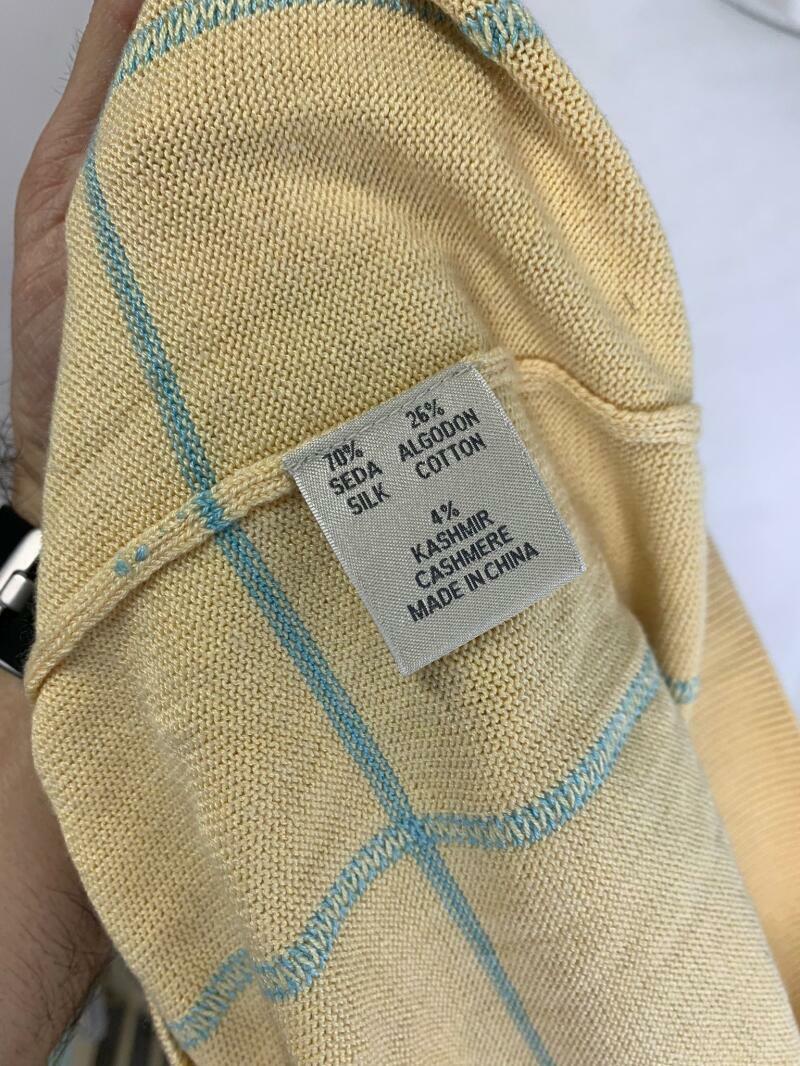 70%
SEDA
SILK
26%
ALGODON
COTTON
4%
KASHMIR
CASHMERE
MADE IN CHINA